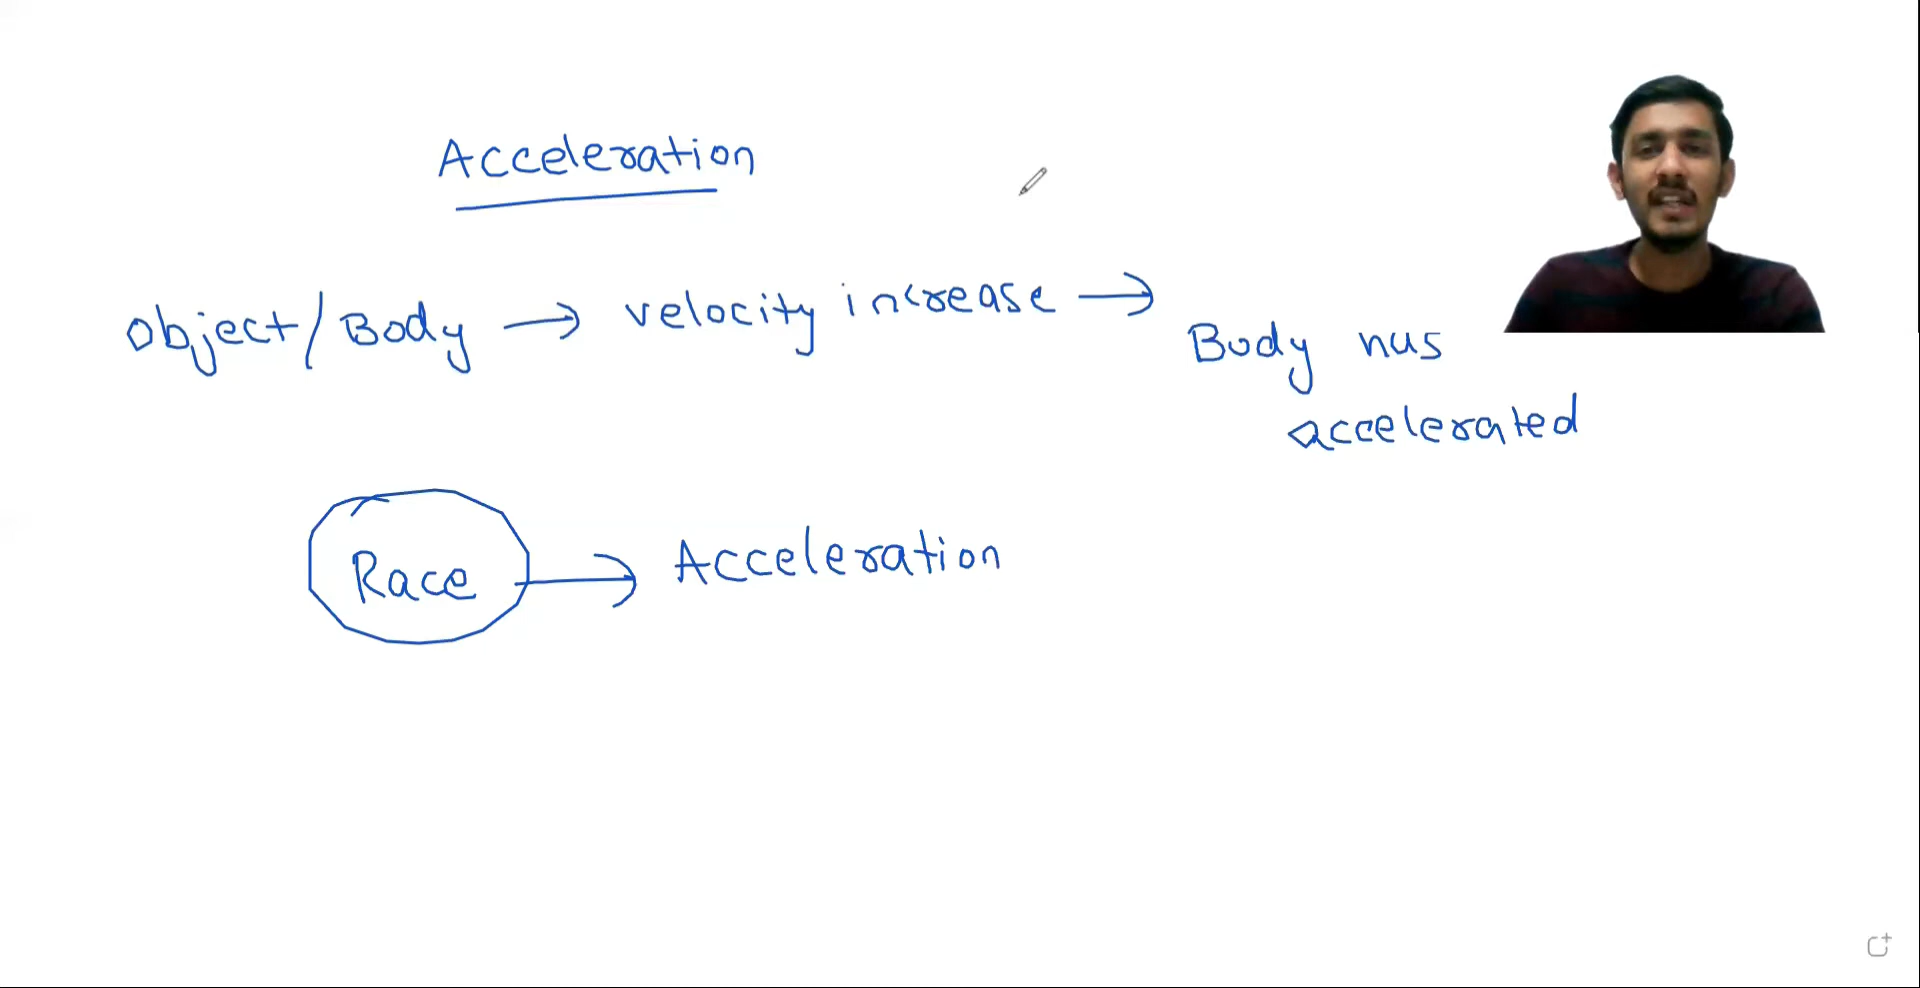 Acceleration
Object/Body → velocity increase →
Body has
accelerated
Race → Acceleration